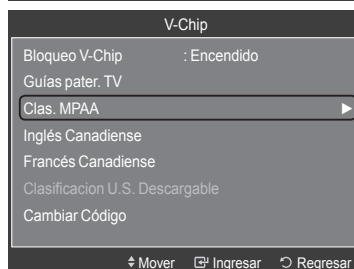 V-Chip
Bloqueo V-Chip : Encendido
Guías pater. TV
Clas. MPAA
Inglés Canadiense
Francés Canadiense
Clasificacion U.S. Descargable
Cambiar Código
Mover Ingresar Regresar